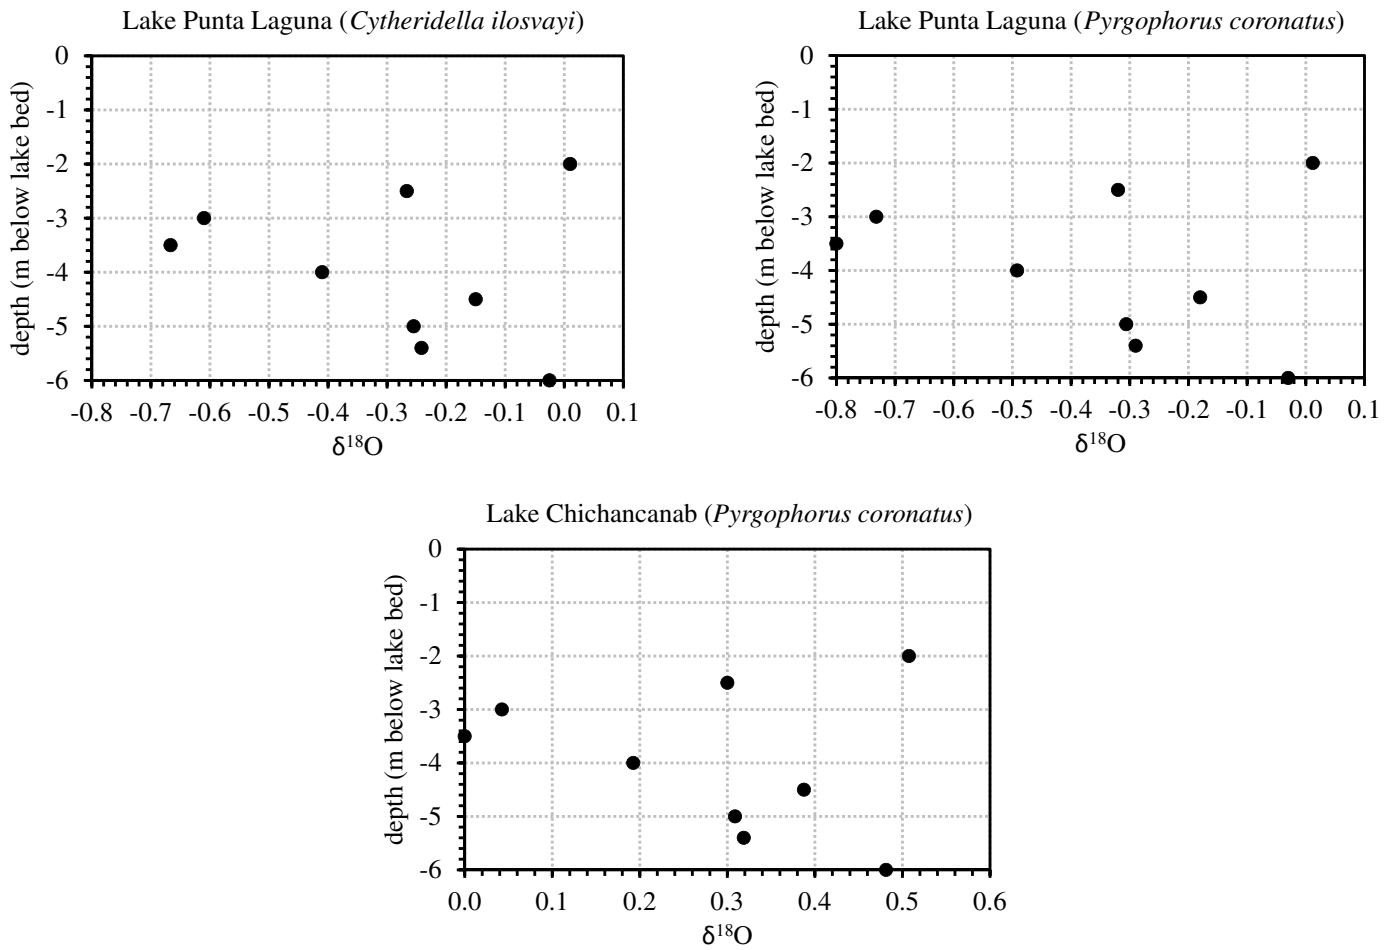 Lake Punta Laguna (Cytheridella ilosvayi)
0
-1
-2
-3
-4
-5
-6
depth (m below lake bed)
-0.8 -0.7 -0.6 -0.5 -0.4 -0.3 -0.2 -0.1 0.0 0.1
δ¹⁸O
Lake Punta Laguna (Pyrgophorus coronatus)
0
-1
-2
-3
-4
-5
-6
depth (m below lake bed)
-0.8 -0.7 -0.6 -0.5 -0.4 -0.3 -0.2 -0.1 0.0 0.1
δ¹⁸O
Lake Chichancanab (Pyrgophorus coronatus)
0
-1
-2
-3
-4
-5
-6
depth (m below lake bed)
0.0 0.1 0.2 0.3 0.4 0.5 0.6
δ¹⁸O